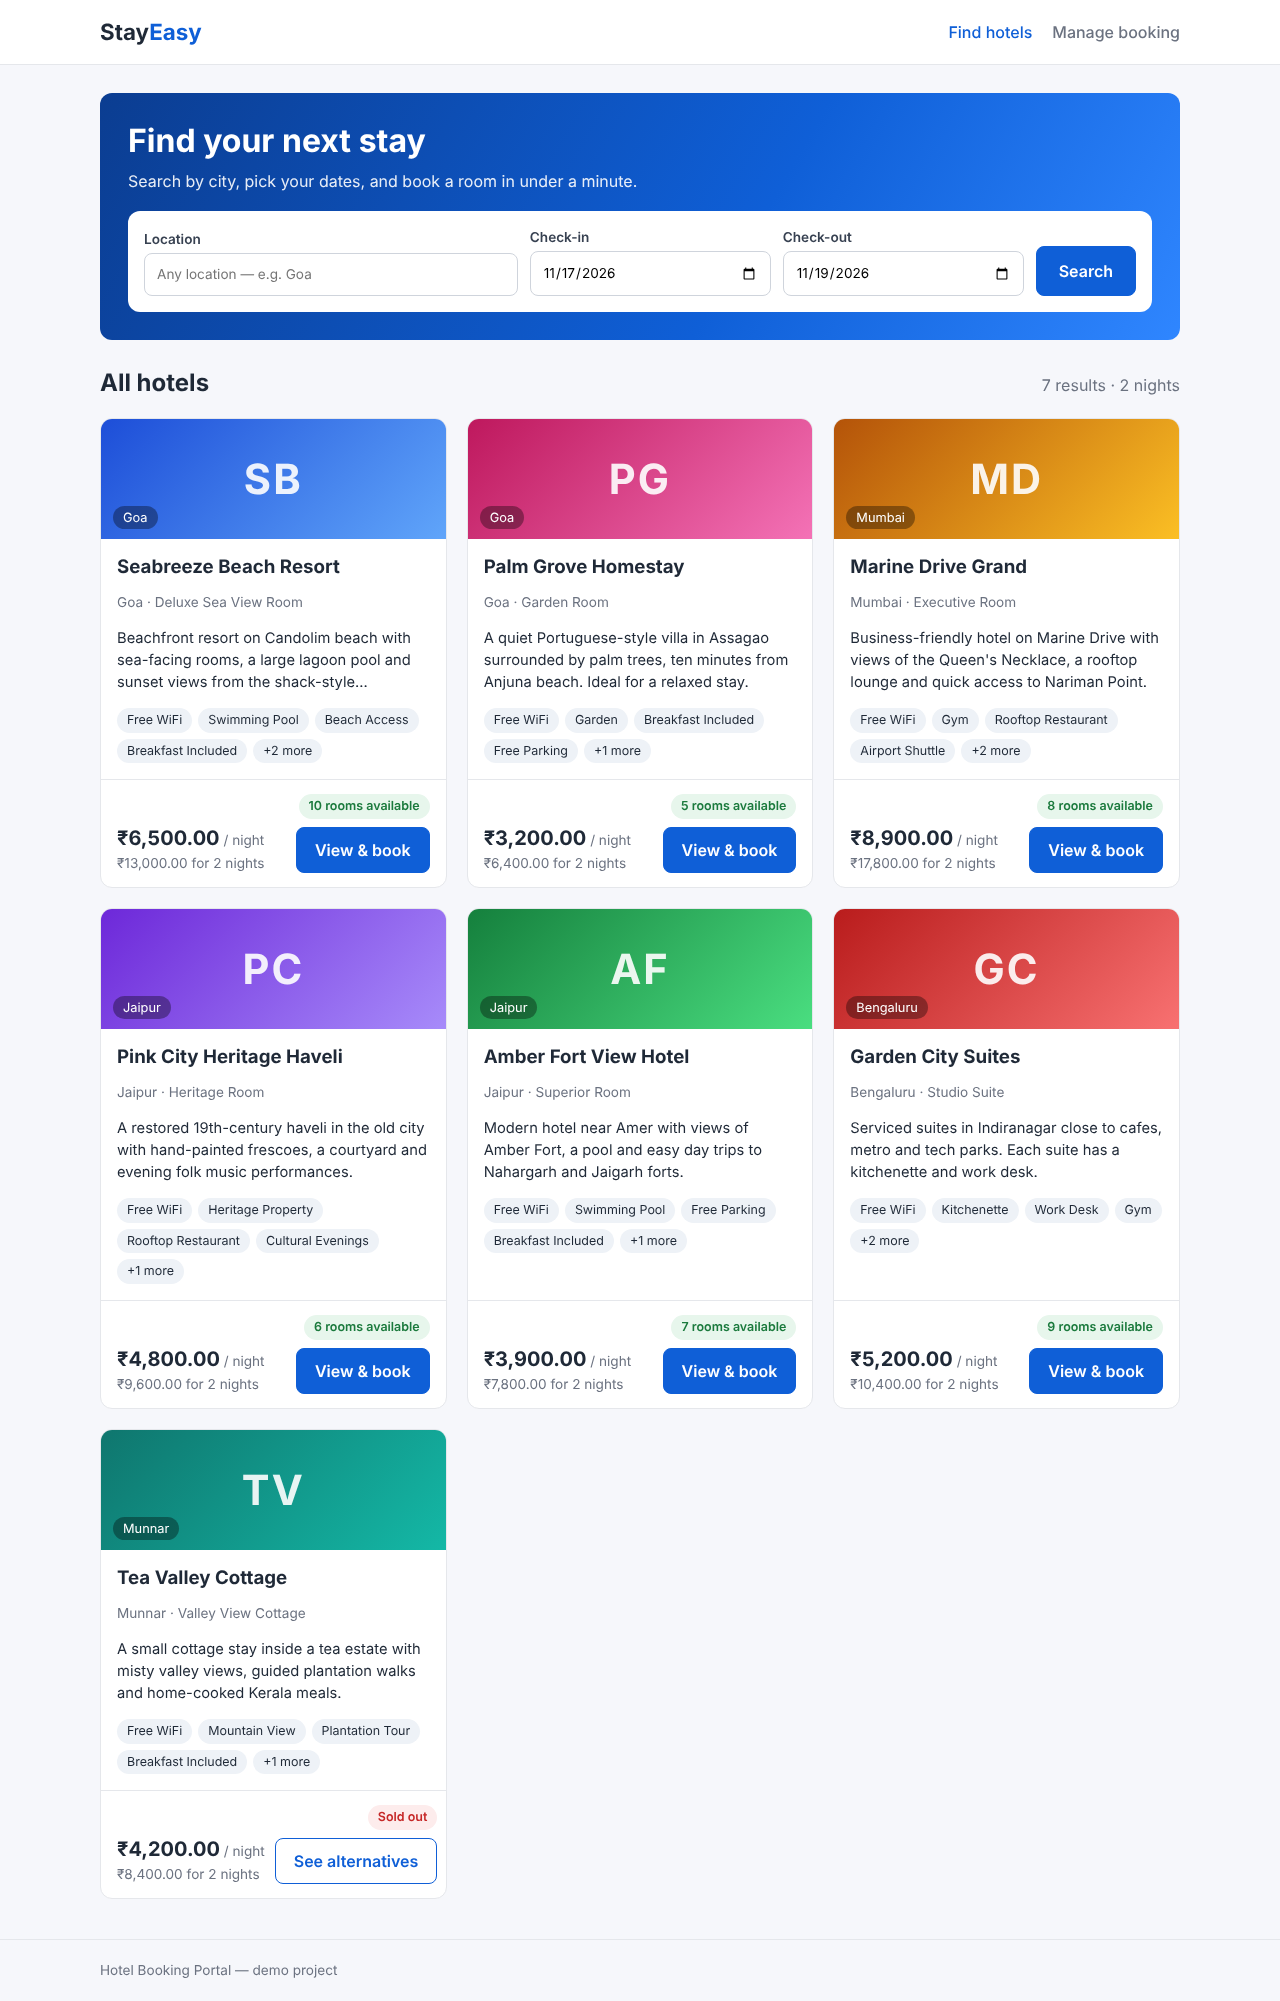 StayEasy
Find hotels
Manage booking
Find your next stay
Search by city, pick your dates, and book a room in under a minute.
Location
Any location — e.g. Goa
Check-in
11/17/2026
Check-out
11/19/2026
Search
All hotels
7 results · 2 nights
SB
Goa
Seabreeze Beach Resort
Goa · Deluxe Sea View Room
Beachfront resort on Candolim beach with
sea-facing rooms, a large lagoon pool and
sunset views from the shack-style...
Free WiFi Swimming Pool Beach Access
Breakfast Included +2 more
10 rooms available
₹6,500.00 / night
₹13,000.00 for 2 nights
View & book
PG
Goa
Palm Grove Homestay
Goa · Garden Room
A quiet Portuguese-style villa in Assagao
surrounded by palm trees, ten minutes from
Anjuna beach. Ideal for a relaxed stay.
Free WiFi Garden Breakfast Included
Free Parking +1 more
5 rooms available
₹3,200.00 / night
₹6,400.00 for 2 nights
View & book
MD
Mumbai
Marine Drive Grand
Mumbai · Executive Room
Business-friendly hotel on Marine Drive with
views of the Queen's Necklace, a rooftop
lounge and quick access to Nariman Point.
Free WiFi Gym Rooftop Restaurant
Airport Shuttle +2 more
8 rooms available
₹8,900.00 / night
₹17,800.00 for 2 nights
View & book
PC
Jaipur
Pink City Heritage Haveli
Jaipur · Heritage Room
A restored 19th-century haveli in the old city
with hand-painted frescoes, a courtyard and
evening folk music performances.
Free WiFi Heritage Property
Rooftop Restaurant Cultural Evenings
+1 more
6 rooms available
₹4,800.00 / night
₹9,600.00 for 2 nights
View & book
AF
Jaipur
Amber Fort View Hotel
Jaipur · Superior Room
Modern hotel near Amer with views of
Amber Fort, a pool and easy day trips to
Nahargarh and Jaigarh forts.
Free WiFi Swimming Pool Free Parking
Breakfast Included +1 more
7 rooms available
₹3,900.00 / night
₹7,800.00 for 2 nights
View & book
GC
Bengaluru
Garden City Suites
Bengaluru · Studio Suite
Serviced suites in Indiranagar close to cafes,
metro and tech parks. Each suite has a
kitchenette and work desk.
Free WiFi Kitchenette Work Desk Gym
+2 more
9 rooms available
₹5,200.00 / night
₹10,400.00 for 2 nights
View & book
TV
Munnar
Tea Valley Cottage
Munnar · Valley View Cottage
A small cottage stay inside a tea estate with
misty valley views, guided plantation walks
and home-cooked Kerala meals.
Free WiFi Mountain View Plantation Tour
Breakfast Included +1 more
Sold out
₹4,200.00 / night
₹8,400.00 for 2 nights
See alternatives
Hotel Booking Portal — demo project